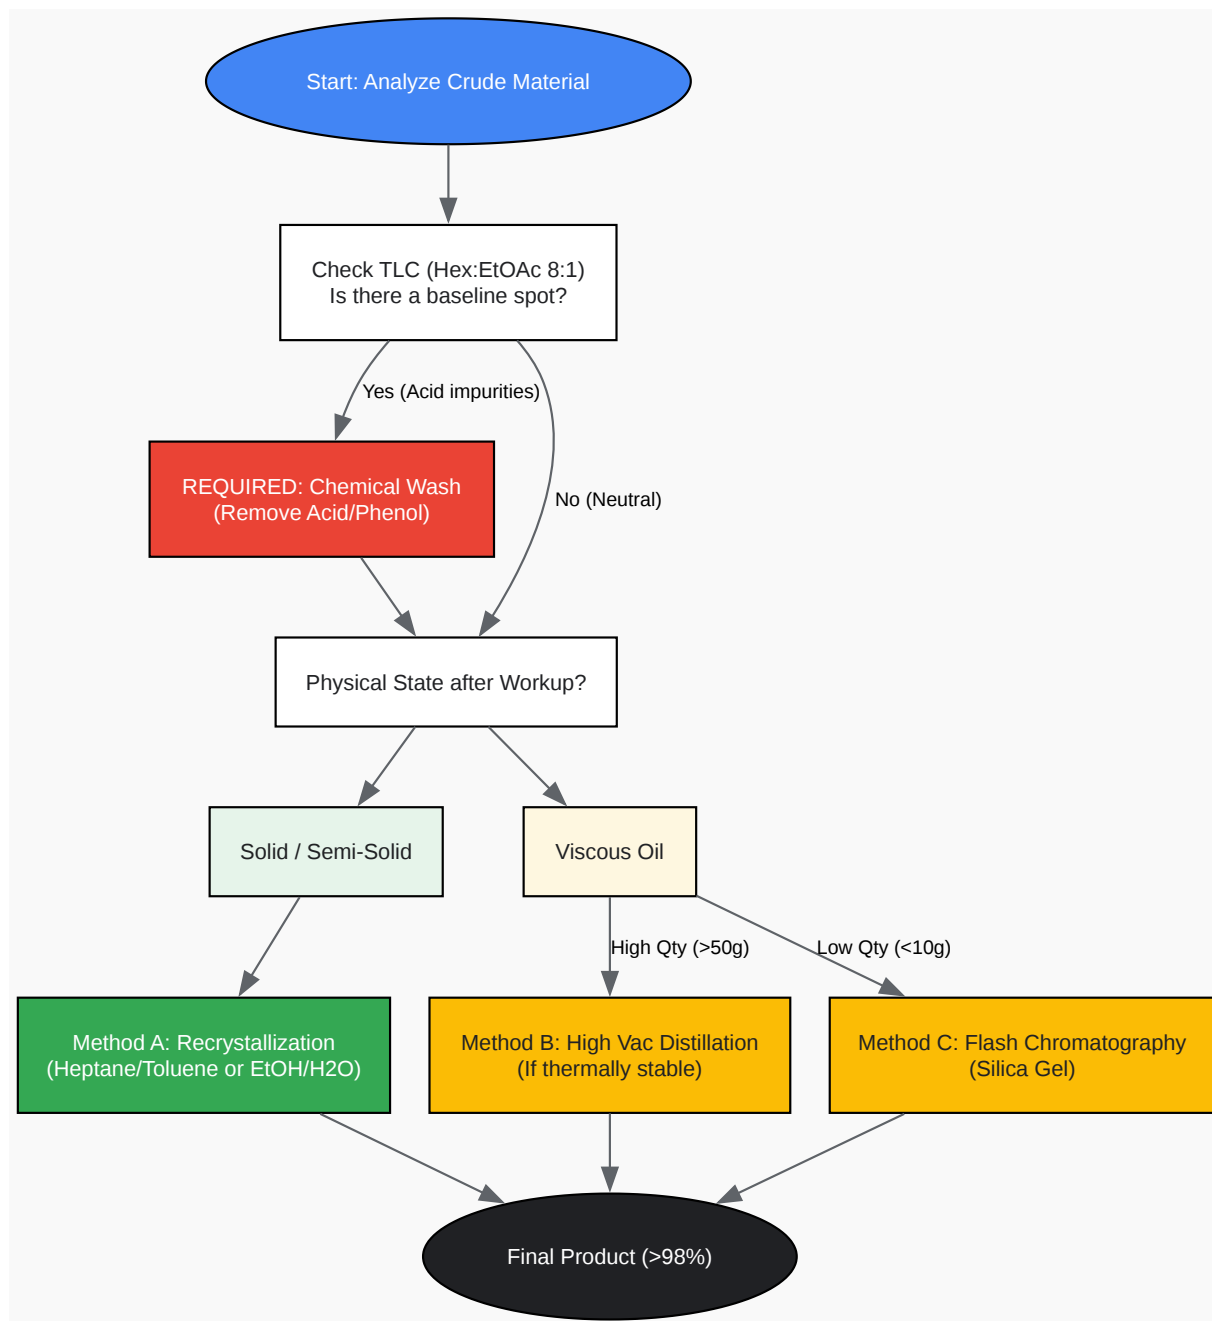 Start: Analyze Crude Material
Check TLC (Hex:EtOAc 8:1)
Is there a baseline spot?
Yes (Acid impurities)
REQUIRED: Chemical Wash
(Remove Acid/Phenol)
No (Neutral)
Physical State after Workup?
Solid / Semi-Solid
Viscous Oil
High Qty (>50g)
Low Qty (<10g)
Method A: Recrystallization
(Heptane/Toluene or EtOH/H2O)
Method B: High Vac Distillation
(If thermally stable)
Method C: Flash Chromatography
(Silica Gel)
Final Product (>98%)